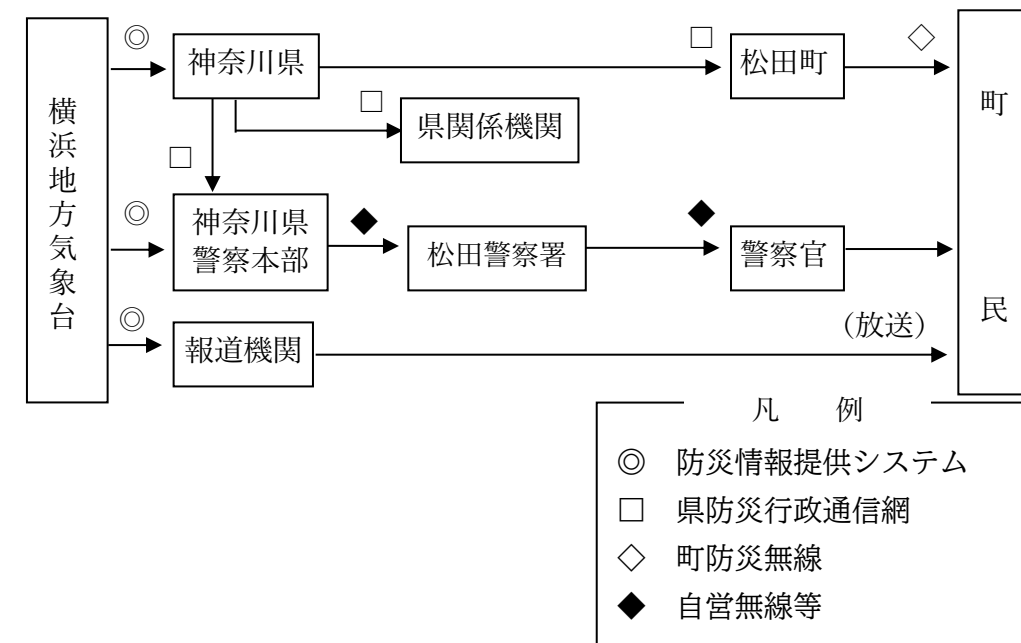 横浜地方気象台
◎
神奈川県
□
松田町
◇
町民
□
県関係機関
□
◎
神奈川県
警察本部
◆
松田警察署
◆
警察官
◎
報道機関
(放送)
凡 例
◎ 防災情報提供システム
□ 県防災行政通信網
◇ 町防災無線
◆ 自営無線等